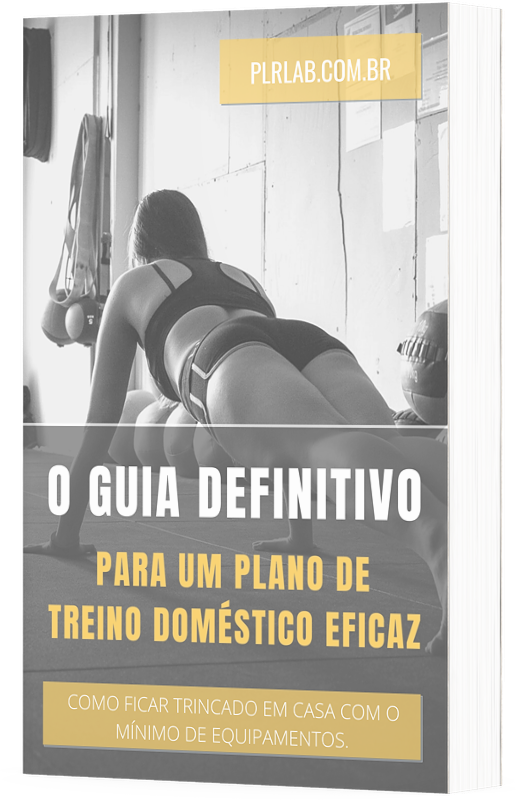 PLRLAB.COM.BR
O GUIA DEFINITIVO
PARA UM PLANO DE
TREINO DOMÉSTICO EFICAZ
COMO FICAR TRINCADO EM CASA COM O
MÍNIMO DE EQUIPAMENTOS.